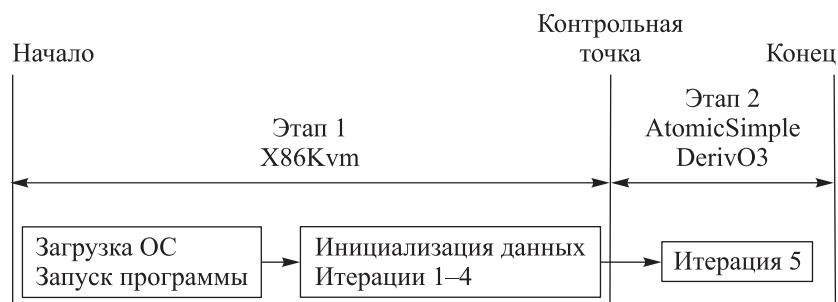 Начало
Контрольная
точка
Конец
Этап 1
X86Kvm
Этап 2
AtomicSimple
DerivO3
Загрузка ОС
Запуск программы
Инициализация данных
Итерации 1–4
Итерация 5